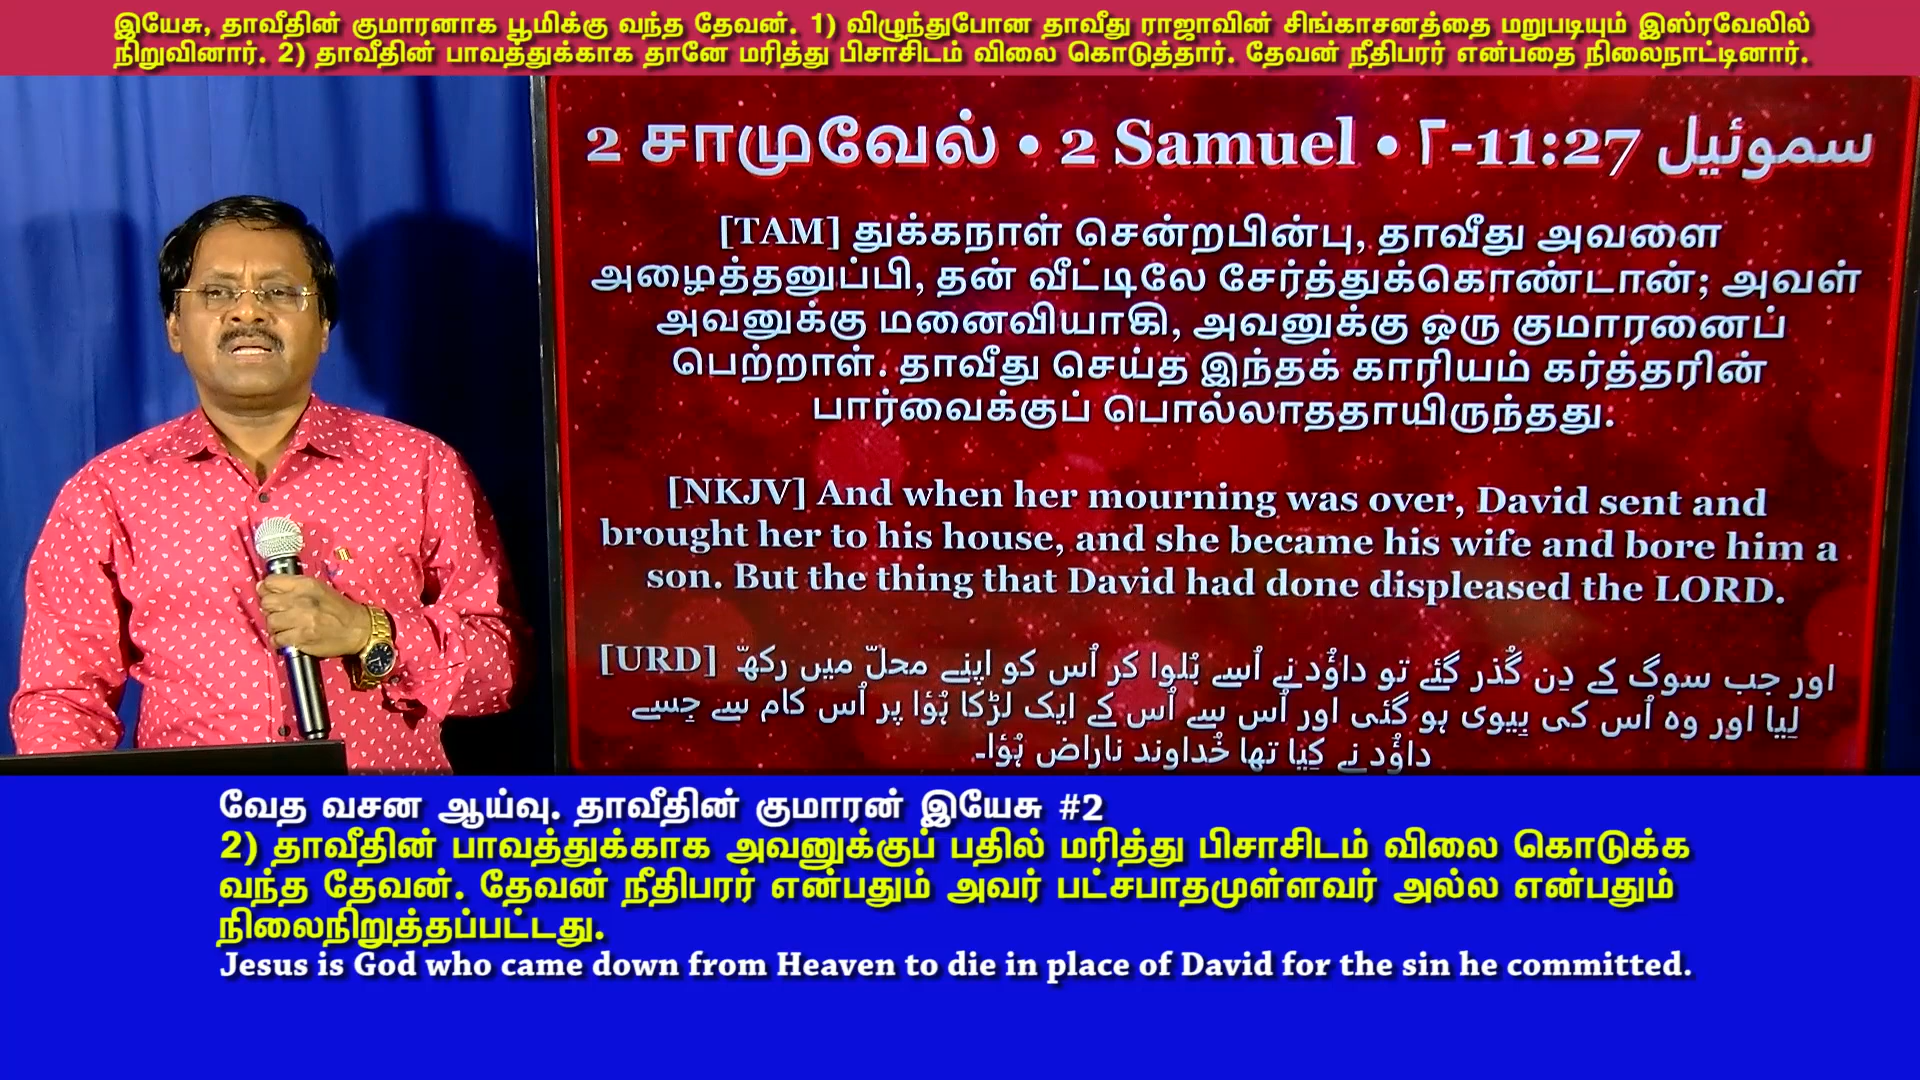 இயேசு, தாவீதின் குமாரனாக பூமிக்கு வந்த தேவன். 1) விழுந்துபோன தாவீது ராஜாவின் சிங்காசனத்தை மறுபடியும் இஸ்ரவேலில்
நிறுவினார். 2) தாவீதின் பாவத்துக்காக தானே மரித்து பிசாசிடம் விலை கொடுத்தார். தேவன் நீதிபரர் என்பதை நிலைநாட்டினார்.
2 சாமுவேல் • 2 Samuel • ۲-11:27 سموئیل
[TAM] துக்கநாள் சென்றபின்பு, தாவீது அவளை
அழைத்தனுப்பி, தன் வீட்டிலே சேர்த்துக்கொண்டான்; அவள்
அவனுக்கு மனைவியாகி, அவனுக்கு ஒரு குமாரனைப்
பெற்றாள். தாவீது செய்த இந்தக் காரியம் கர்த்தரின்
பார்வைக்குப் பொல்லாததாயிருந்தது.
[NKJV] And when her mourning was over, David sent and
brought her to his house, and she became his wife and bore him a
son. But the thing that David had done displeased the LORD.
[URD] اور جب سوگ کے دِن گُذر گئے تو داؤد نے اُسے بُلوا کر اُس کو اپنے محلّ میں رکھّ
لِیا اور وہ اُس کی بِیوی ہو گئی اور اُس سے اُس کے ایک لڑکا ہُؤا پر اُس کام سے جِسے
داؤد نے کِیا تھا خُداوند ناراض ہُؤا۔
வேத வசன ஆய்வு. தாவீதின் குமாரன் இயேசு #2
2) தாவீதின் பாவத்துக்காக அவனுக்குப் பதில் மரித்து பிசாசிடம் விலை கொடுக்க
வந்த தேவன். தேவன் நீதிபரர் என்பதும் அவர் பட்சபாதமுள்ளவர் அல்ல என்பதும்
நிலைநிறுத்தப்பட்டது.
Jesus is God who came down from Heaven to die in place of David for the sin he committed.